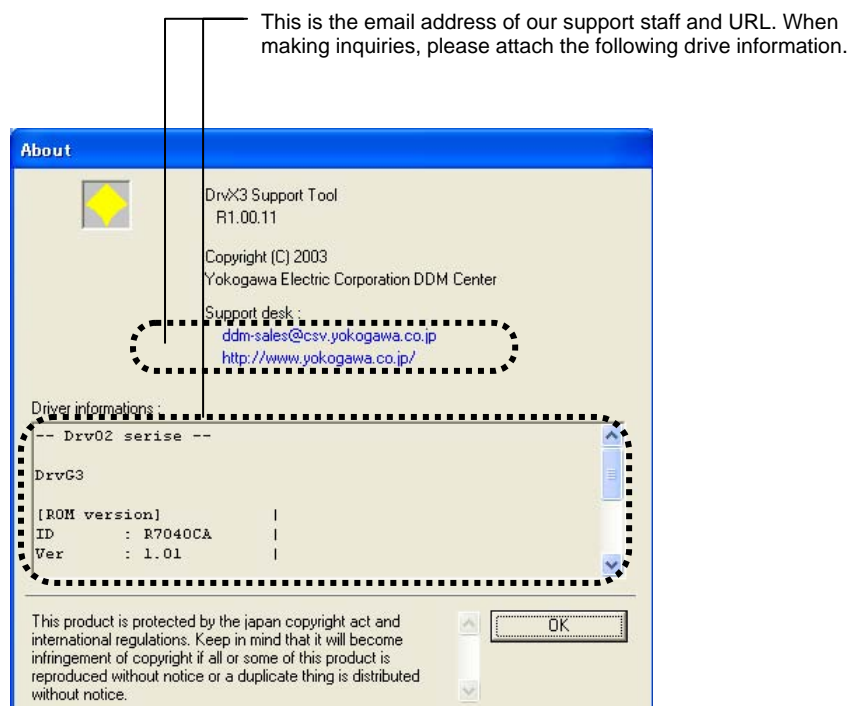 This is the email address of our support staff and URL. When
making inquiries, please attach the following drive information.
About
DrvX3 Support Tool
R1.00.11
Copyright (C) 2003
Yokogawa Electric Corporation DDM Center
Support desk :
ddm-sales@csv.yokogawa.co.jp
http://www.yokogawa.co.jp/
Driver informations :
-- Drv02 serise --
DrvG3
[ROM version] |
ID : R7040CA |
Ver : 1.01 |
This product is protected by the japan copyright act and
international regulations. Keep in mind that it will become
infringement of copyright if all or some of this product is
reproduced without notice or a duplicate thing is distributed
without notice.
OK